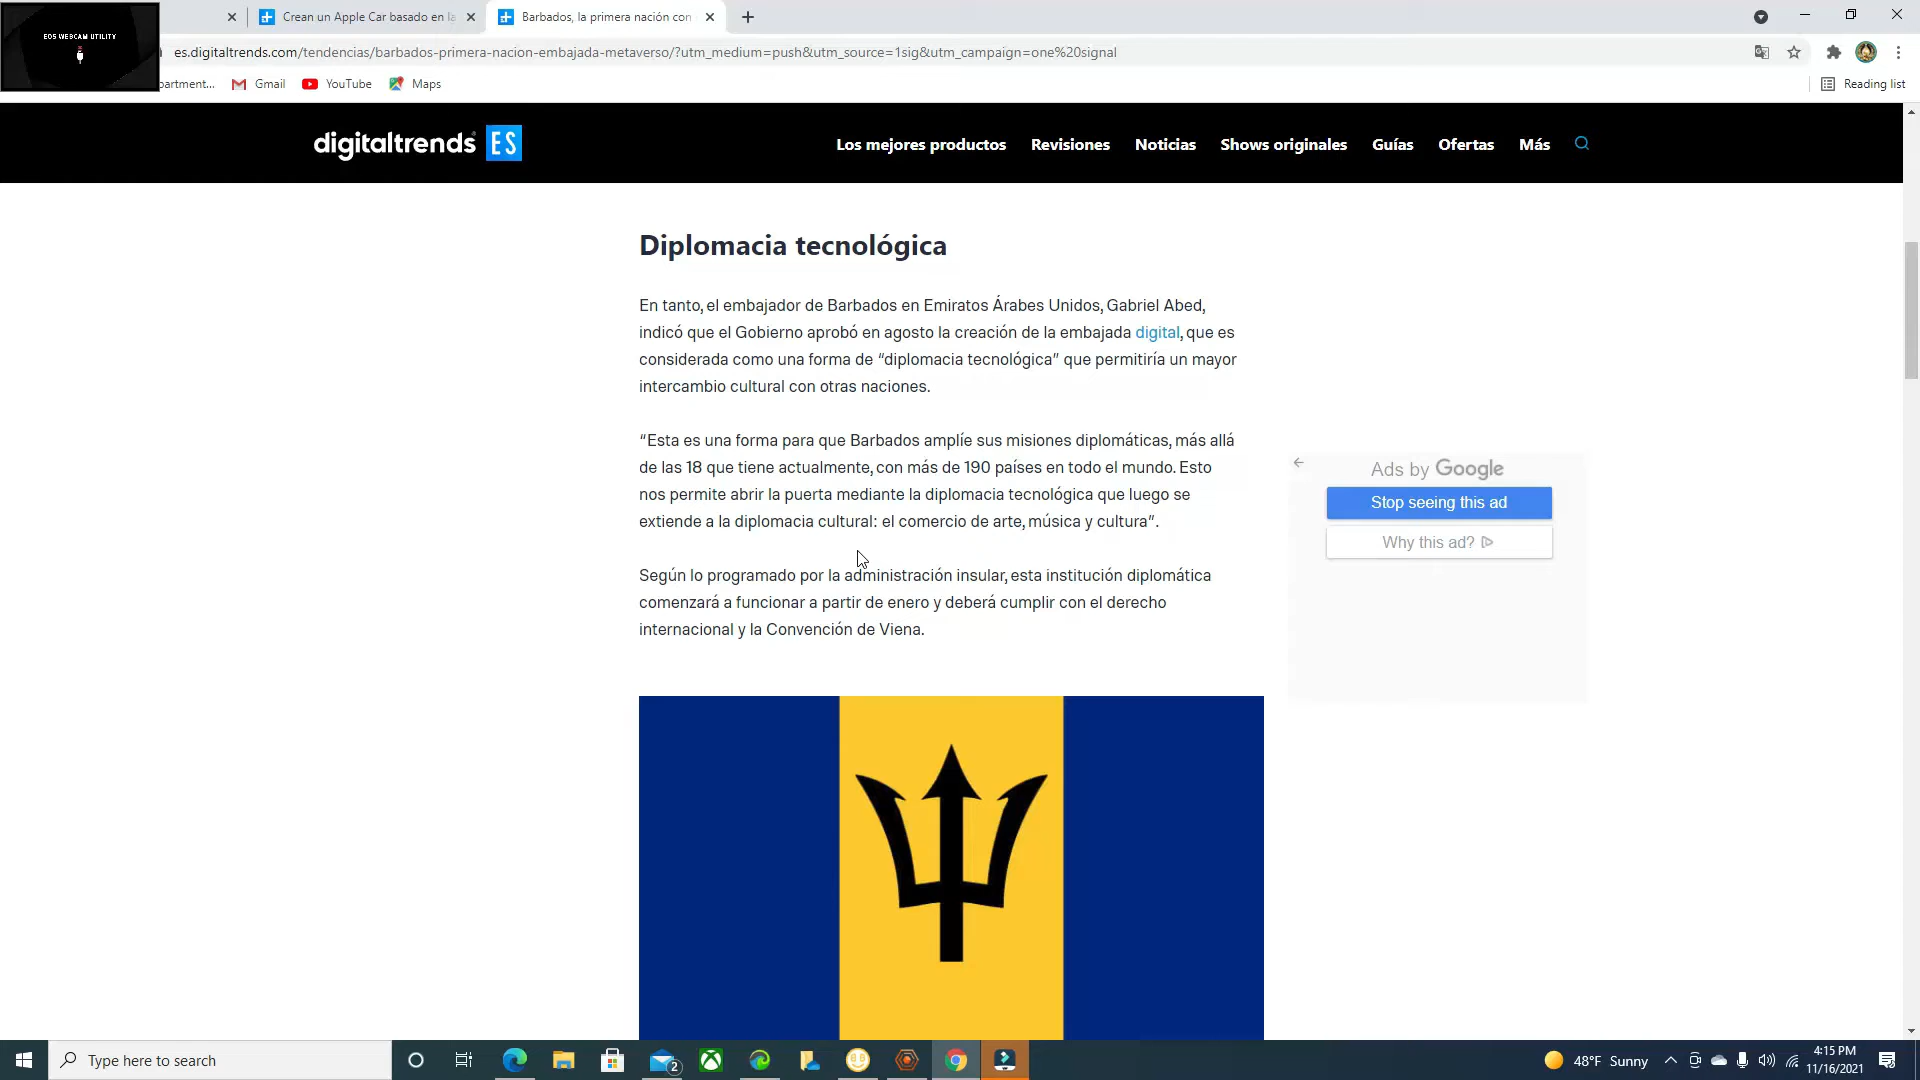 EOS WEBCAM UTILITY
Crean un Apple Car basado en la
Barbados, la primera nación con
es.digitaltrends.com/tendencias/barbados-primera-nacion-embajada-metaverso/?utm_medium=push&utm_source=1sig&utm_campaign=one%20signal
partment...
Gmail
YouTube
Maps
Reading list
digitaltrends ES
Los mejores productos
Revisiones
Noticias
Shows originales
Guías
Ofertas
Más
Diplomacia tecnológica
En tanto, el embajador de Barbados en Emiratos Árabes Unidos, Gabriel Abed,
indicó que el Gobierno aprobó en agosto la creación de la embajada digital, que es
considerada como una forma de “diplomacia tecnológica” que permitiría un mayor
intercambio cultural con otras naciones.
“Esta es una forma para que Barbados amplíe sus misiones diplomáticas, más allá
de las 18 que tiene actualmente, con más de 190 países en todo el mundo. Esto
nos permite abrir la puerta mediante la diplomacia tecnológica que luego se
extiende a la diplomacia cultural: el comercio de arte, música y cultura”.
Según lo programado por la administración insular, esta institución diplomática
comenzará a funcionar a partir de enero y deberá cumplir con el derecho
internacional y la Convención de Viena.
Ads by Google
Stop seeing this ad
Why this ad?
Type here to search
2
48°F Sunny
4:15 PM
11/16/2021